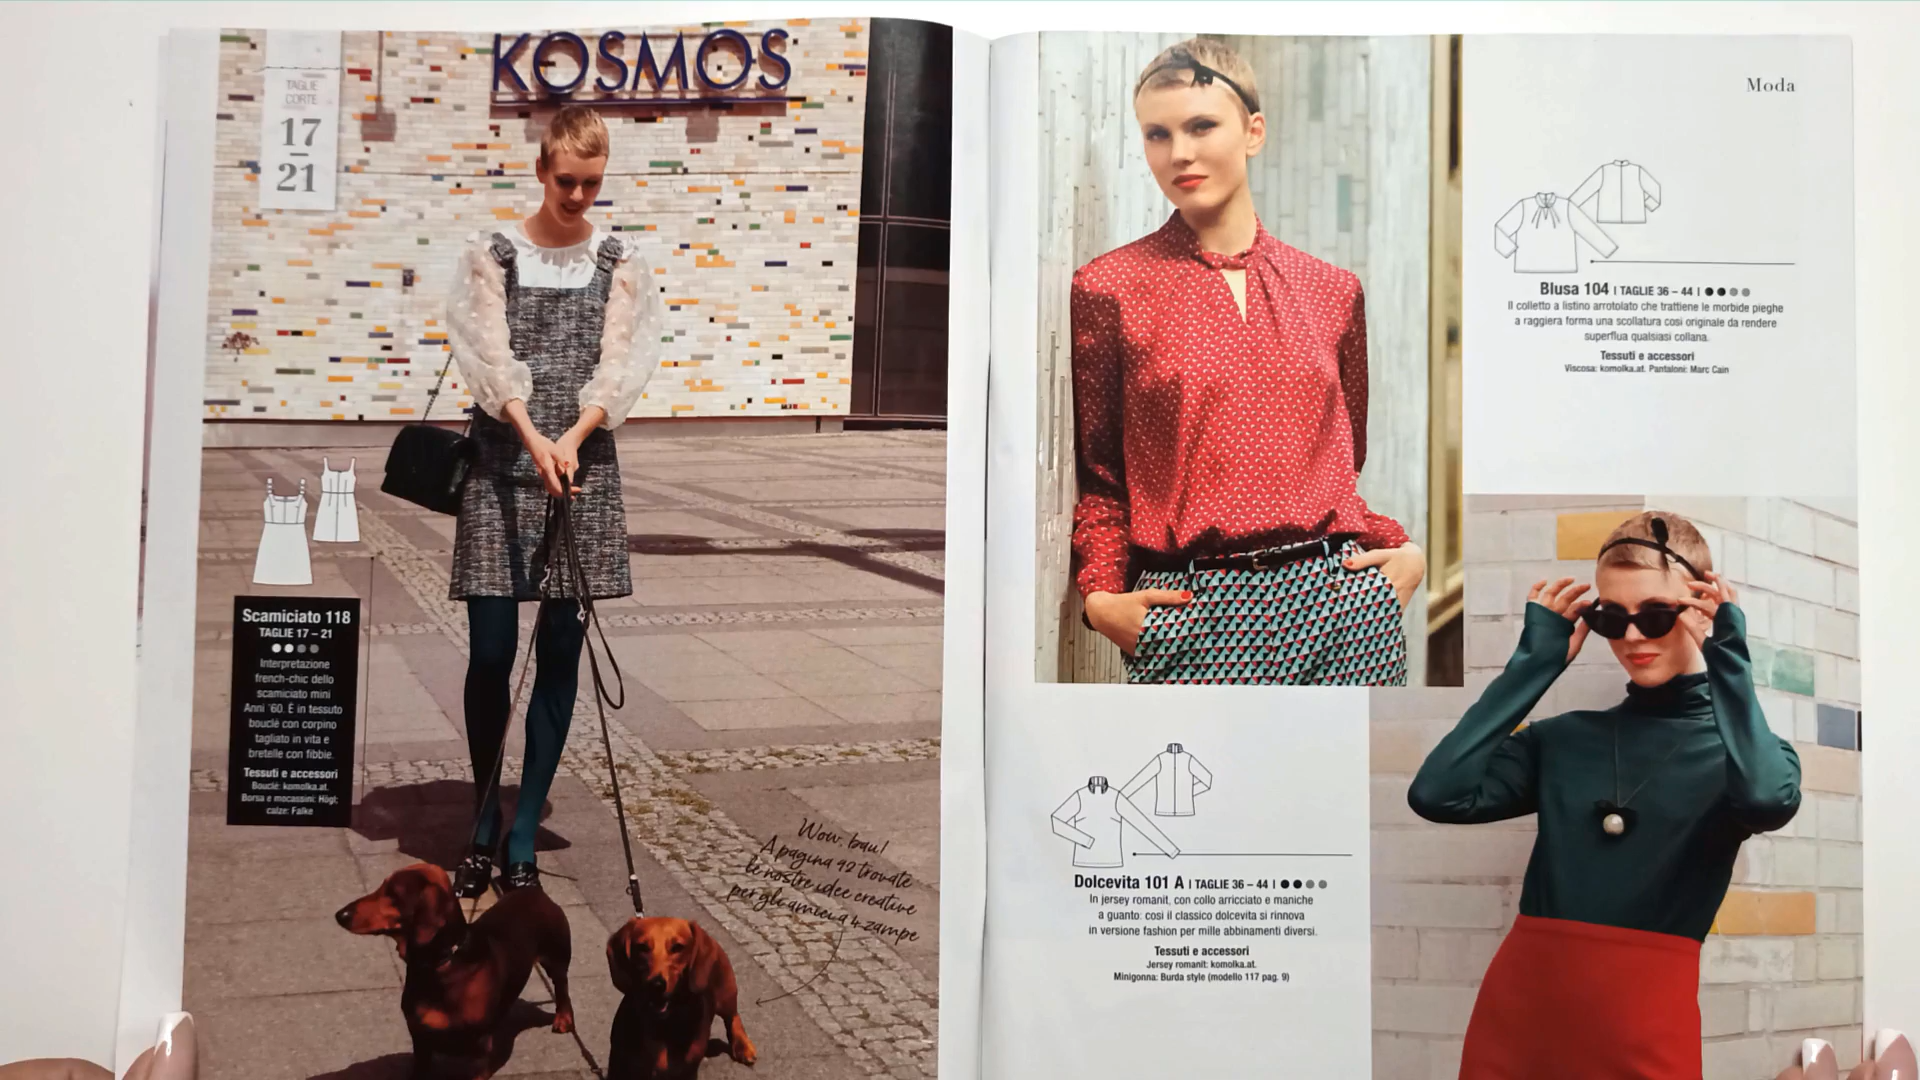 KOSMOS
TAGLIE
CORTE
17
–
21
Scamiciato 118
TAGLIE 17 – 21
Interpretazione
french-chic dello
scamiciato mini
Anni '60. È in tessuto
bouclé con corpino
tagliato in vita e
bretelle con fibbie.
Tessuti e accessori
Bouclé: komolka.at.
Borsa e mocassini: Högl;
calze: Falke
Wow, bau!
A pagina 92 trovate
le nostre idee creative
per gli amici a 4 zampe
Moda
Blusa 104 | TAGLIE 36 – 44 |
Il colletto a listino arrotolato che trattiene le morbide pieghe
a raggiera forma una scollatura così originale da rendere
superflua qualsiasi collana.
Tessuti e accessori
Viscosa: komolka.at. Pantaloni: Marc Cain
Dolcevita 101 A | TAGLIE 36 – 44 |
In jersey romanit, con collo arricciato e maniche
a guanto: così il classico dolcevita si rinnova
in versione fashion per mille abbinamenti diversi.
Tessuti e accessori
Jersey romanit: komolka.at.
Minigonna: Burda style (modello 117 pag. 9)